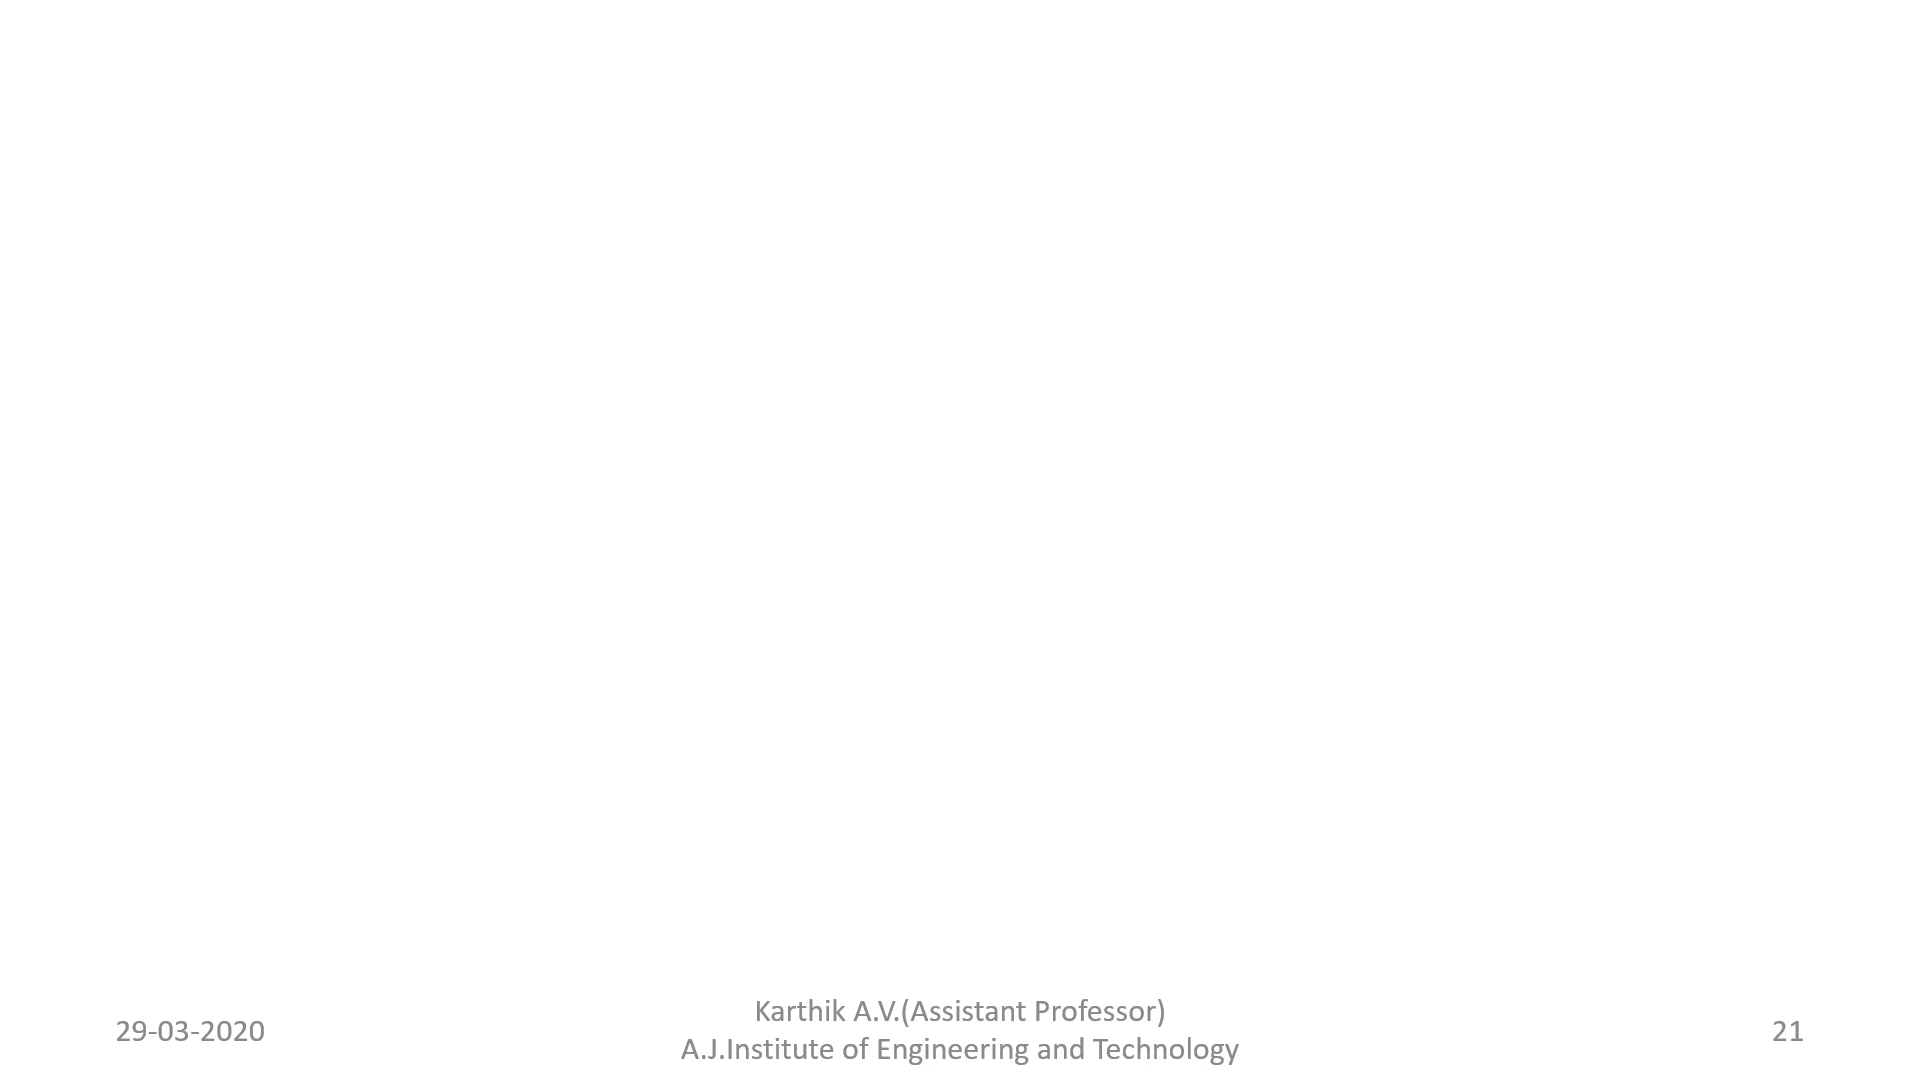 29-03-2020
Karthik A.V.(Assistant Professor)
A.J.Institute of Engineering and Technology
21